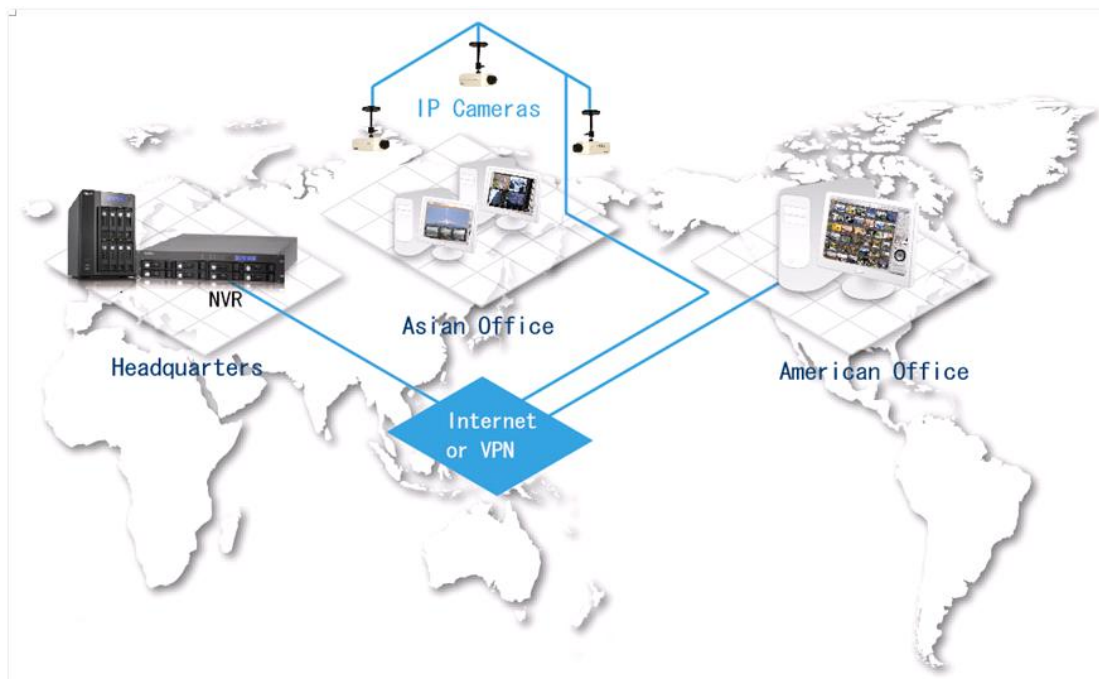 IP Cameras
NVR
Asian Office
Headquarters
American Office
Internet
or VPN